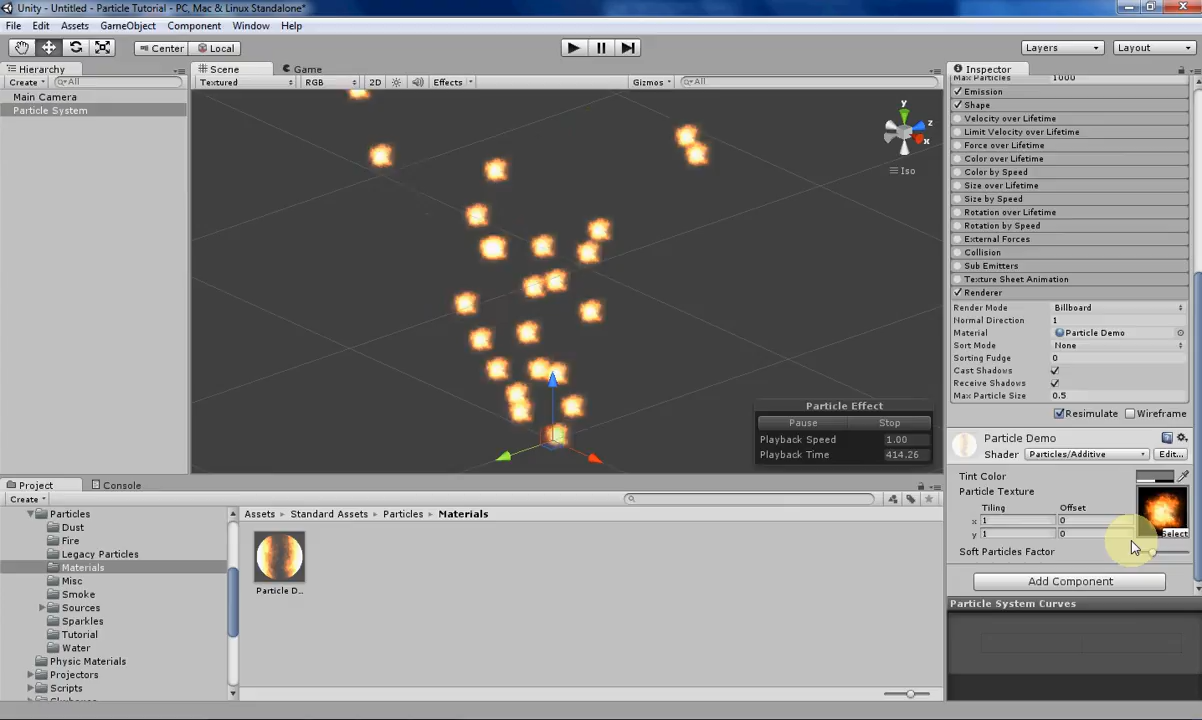 Unity - Untitled - Particle Tutorial - PC, Mac & Linux Standalone*
File Edit Assets GameObject Component Window Help
Center Local Layers Layout
Hierarchy
Create All
Main Camera
Particle System
Scene Game
Textured RGB 2D Effects Gizmos All
y
z
x
Iso
Particle Effect
Pause Stop
Playback Speed 1.00
Playback Time 414.26
Inspector
Max Particles 1000
Emission
Shape
Velocity over Lifetime
Limit Velocity over Lifetime
Force over Lifetime
Color over Lifetime
Color by Speed
Size over Lifetime
Size by Speed
Rotation over Lifetime
Rotation by Speed
External Forces
Collision
Sub Emitters
Texture Sheet Animation
Renderer
Render Mode Billboard
Normal Direction 1
Material Particle Demo
Sort Mode None
Sorting Fudge 0
Cast Shadows
Receive Shadows
Max Particle Size 0.5
Resimulate Wireframe
Particle Demo
Shader Particles/Additive Edit...
Tint Color
Particle Texture
Tiling Offset
x 1 0
y 1 0
Select
Soft Particles Factor
Add Component
Particle System Curves
Project Console
Create
Particles
Dust
Fire
Legacy Particles
Materials
Misc
Smoke
Sources
Sparkles
Tutorial
Water
Physic Materials
Projectors
Scripts
Assets Standard Assets Particles Materials
Particle D...